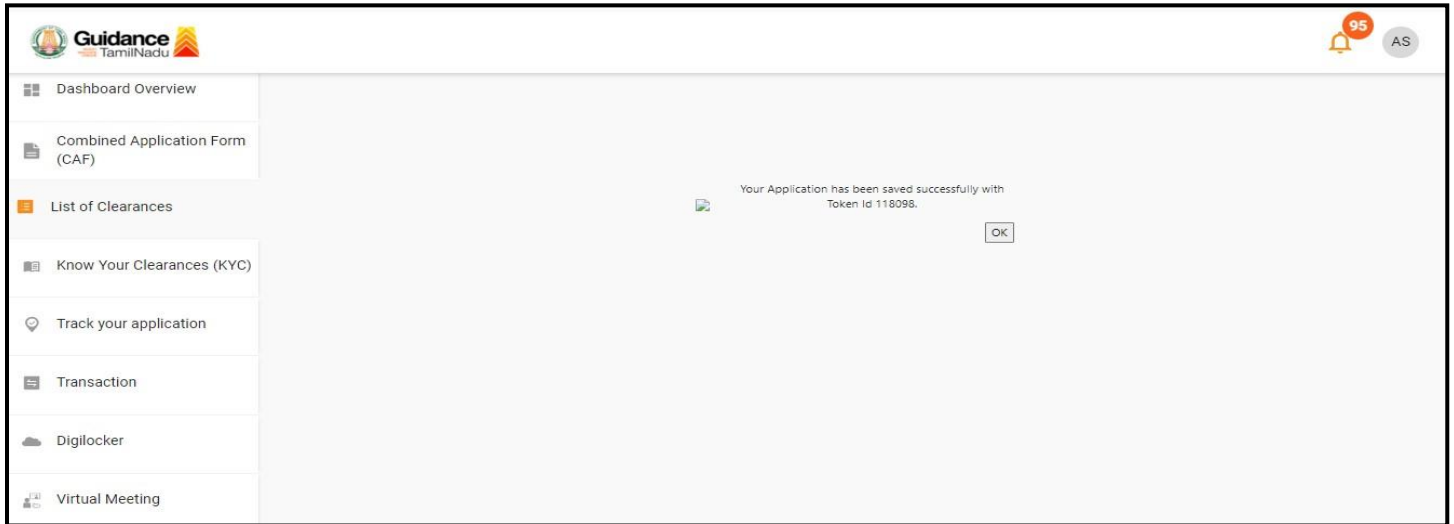 Guidance
TamilNadu
95
AS
Dashboard Overview
Combined Application Form
(CAF)
List of Clearances
Know Your Clearances (KYC)
Track your application
Transaction
Digilocker
Virtual Meeting
Your Application has been saved successfully with
Token Id 118098.
OK